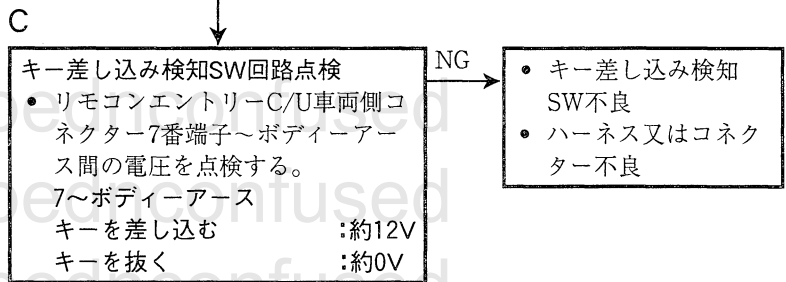 C
キー差し込み検知SW回路点検
• リモコンエントリーC/U車両側コ
ネクター7番端子～ボディーアー
ス間の電圧を点検する。
7～ボディーアース
キーを差し込む :約12V
キーを抜く :約0V
NG
• キー差し込み検知
SW不良
• ハーネス又はコネク
ター不良